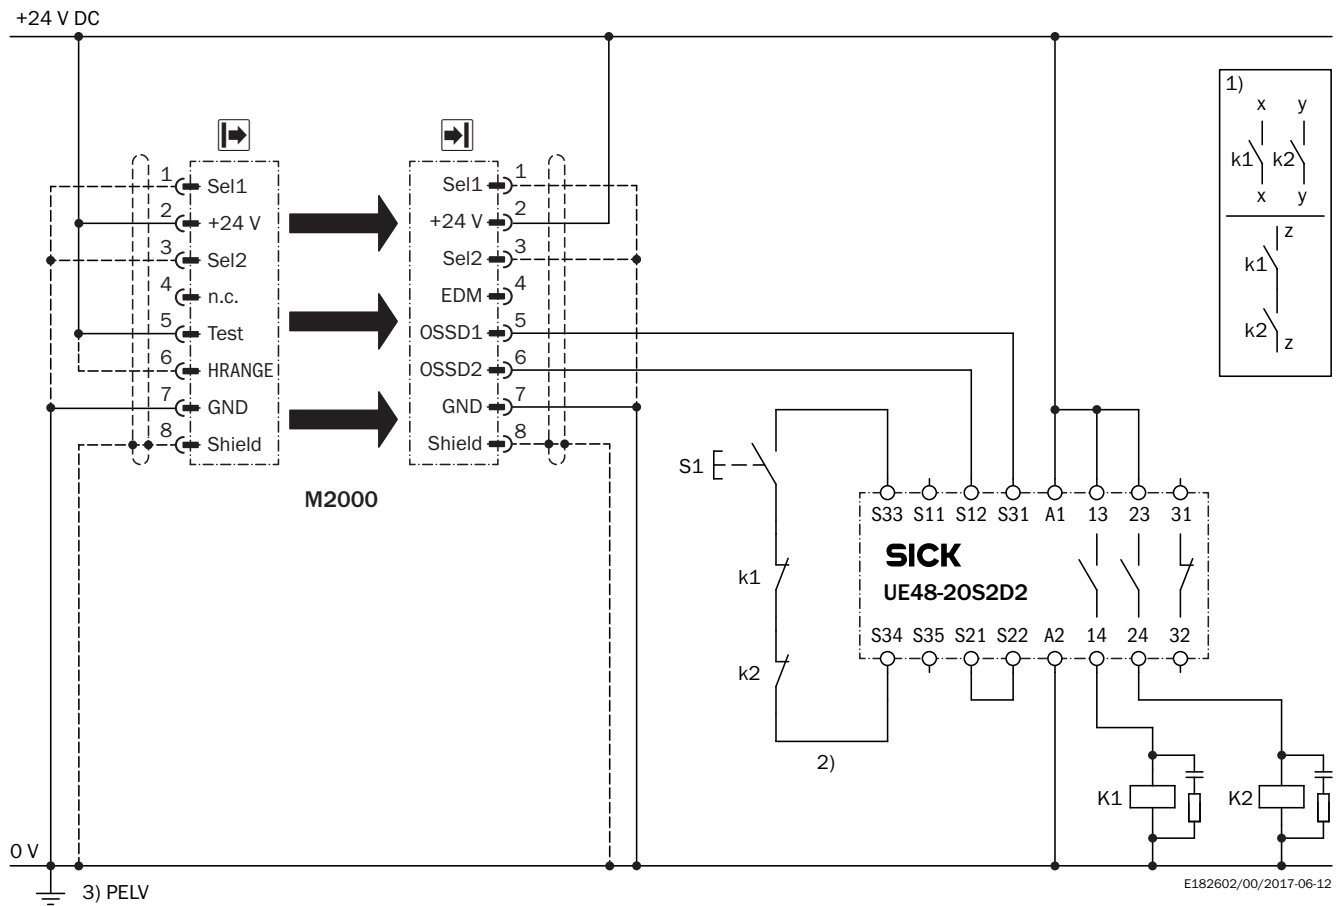 +24 V DC
1)
x y
k1 k2
x y
z
k1
k2
z
1 Sel1
2 +24 V
3 Sel2
4 n.c.
5 Test
6 HRANGE
7 GND
8 Shield
Sel1 1
+24 V 2
Sel2 3
EDM 4
OSSD1 5
OSSD2 6
GND 7
Shield 8
M2000
S1
k1
k2
2)
S33 S11 S12 S31 A1 13 23 31
SICK
UE48-2OS2D2
S34 S35 S21 S22 A2 14 24 32
K1 K2
0 V
3) PELV
E182602/00/2017-06-12